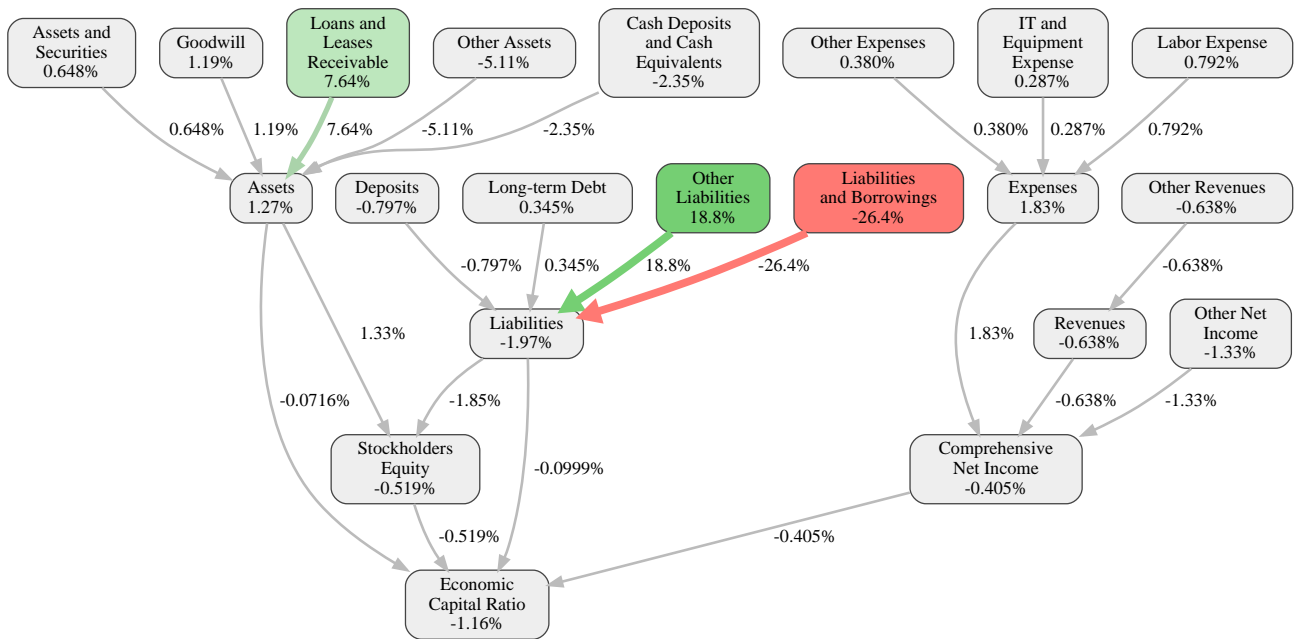 Assets and
Securities
0.648%
Goodwill
1.19%
Loans and
Leases
Receivable
7.64%
Other Assets
-5.11%
Cash Deposits
and Cash
Equivalents
-2.35%
Other Expenses
0.380%
IT and
Equipment
Expense
0.287%
Labor Expense
0.792%
0.648%
1.19%
7.64%
-5.11%
-2.35%
0.380%
0.287%
0.792%
Assets
1.27%
Deposits
-0.797%
Long-term Debt
0.345%
Other
Liabilities
18.8%
Liabilities
and Borrowings
-26.4%
Expenses
1.83%
Other Revenues
-0.638%
-0.797%
0.345%
18.8%
-26.4%
-0.638%
1.33%
Liabilities
-1.97%
1.83%
Revenues
-0.638%
Other Net
Income
-1.33%
-0.0716%
-1.85%
-0.638%
-1.33%
Stockholders
Equity
-0.519%
-0.0999%
Comprehensive
Net Income
-0.405%
-0.519%
-0.405%
Economic
Capital Ratio
-1.16%